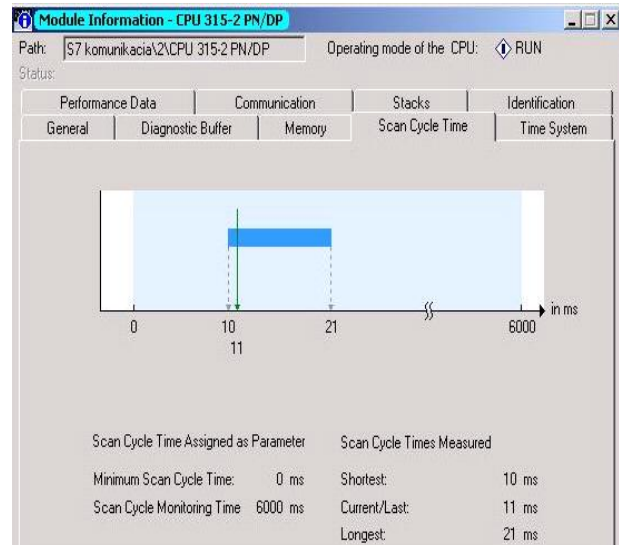 Module Information - CPU 315-2 PN/DP
Path: S7 komunikacia\2\CPU 315-2 PN/DP Operating mode of the CPU: RUN
Status:
Performance Data Communication Stacks Identification
General Diagnostic Buffer Memory Scan Cycle Time Time System
0 10 21 6000 in ms
11
Scan Cycle Time Assigned as Parameter Scan Cycle Times Measured
Minimum Scan Cycle Time: 0 ms Shortest: 10 ms
Scan Cycle Monitoring Time 6000 ms Current/Last: 11 ms
Longest: 21 ms